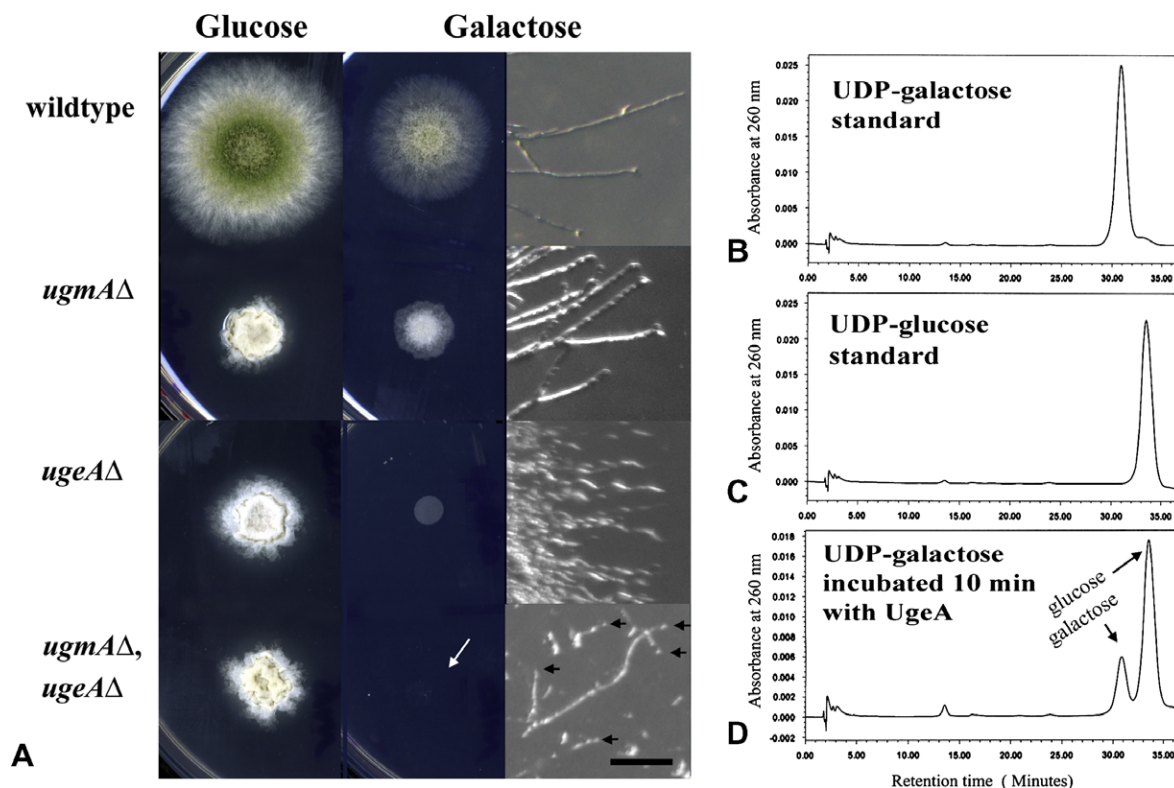 Glucose
Galactose
wildtype
ugmAΔ
ugeAΔ
ugmAΔ,
ugeAΔ
A
UDP-galactose
standard
Absorbance at 260 nm
0.025
0.020
0.015
0.010
0.005
0.000
0.00 5.00 10.00 15.00 20.00 25.00 30.00 35.00
B
UDP-glucose
standard
Absorbance at 260 nm
0.025
0.020
0.015
0.010
0.005
0.000
0.00 5.00 10.00 15.00 20.00 25.00 30.00 35.00
C
UDP-galactose
incubated 10 min
with UgeA
glucose
galactose
Absorbance at 260 nm
0.018
0.016
0.014
0.012
0.010
0.008
0.006
0.004
0.002
0.000
-0.002
0.00 5.00 10.00 15.00 20.00 25.00 30.00 35.00
D
Retention time ( Minutes)